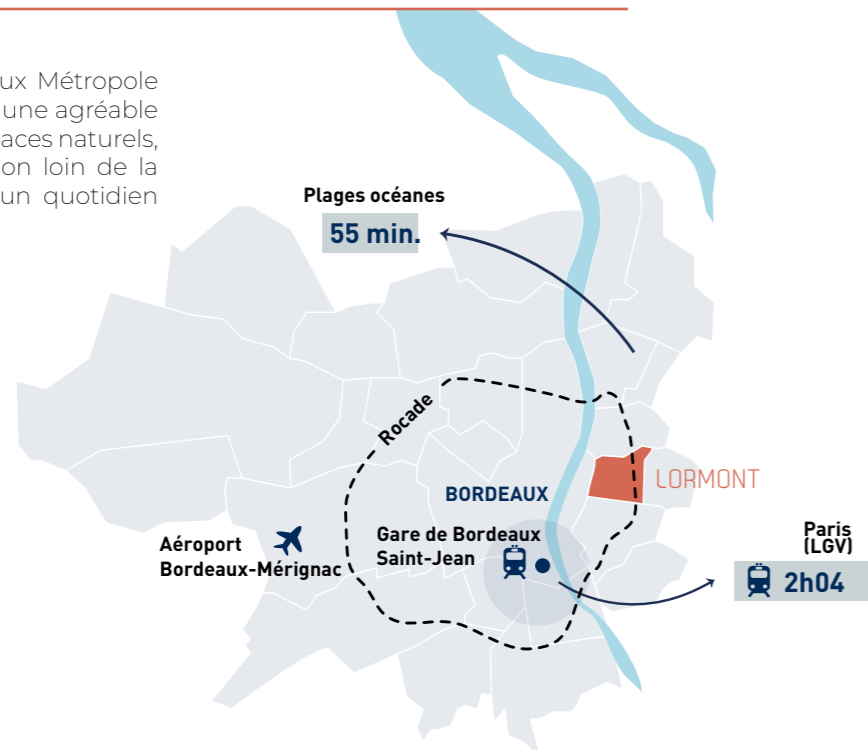 ux Métropole
une agréable
aces naturels,
on loin de la
un quotidien
Plages océanes
55 min.
Rocade
LORMONT
BORDEAUX
Gare de Bordeaux
Saint-Jean
Aéroport
Bordeaux-Mérignac
Paris
(LGV)
2h04